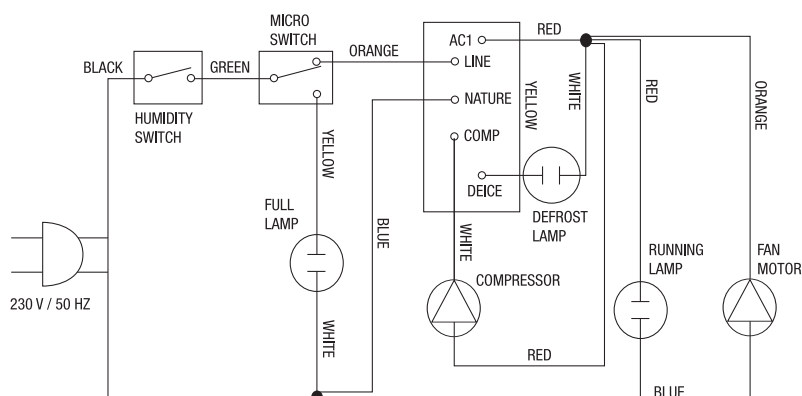 MICRO
SWITCH
BLACK
GREEN
ORANGE
HUMIDITY
SWITCH
YELLOW
AC1
LINE
NATURE
COMP
DEICE
RED
YELLOW
WHITE
RED
ORANGE
DEFROST
LAMP
FULL
LAMP
BLUE
WHITE
COMPRESSOR
RUNNING
LAMP
FAN
MOTOR
230 V / 50 HZ
WHITE
RED
BLUE